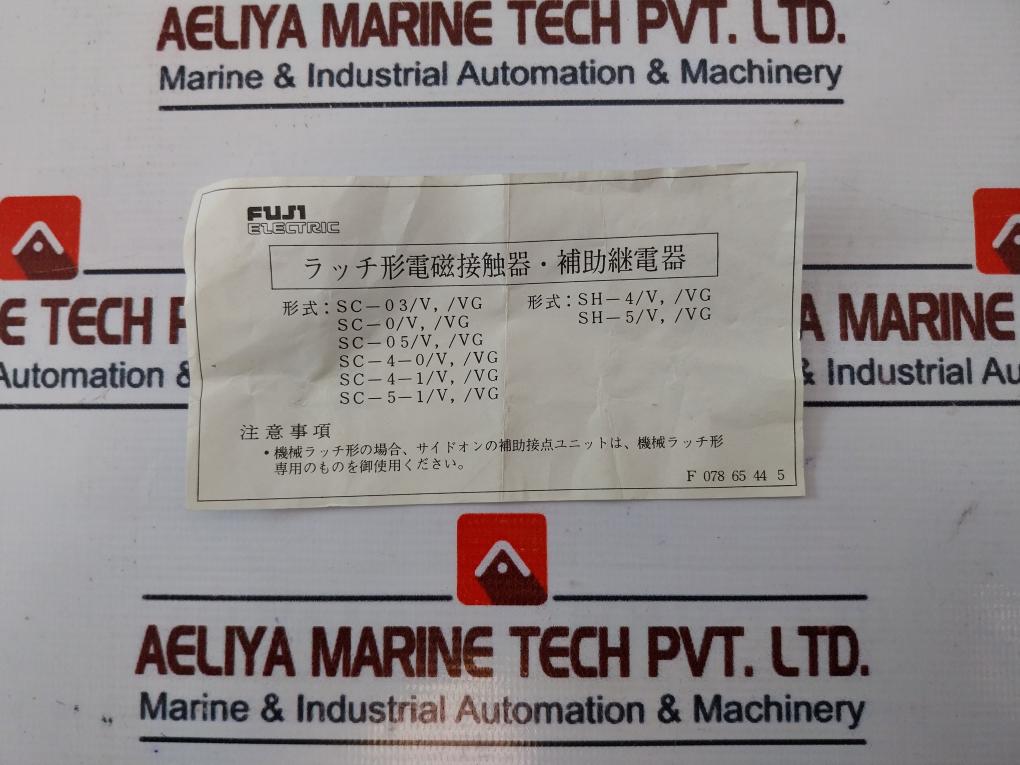 AELIYA MARINE TECH PVT. LTD.
Marine & Industrial Automation & Machinery
FUJI
ELECTRIC
ラッチ形電磁接触器・補助継電器
形式：SC－03/V, /VG
SC－0/V, /VG
SC－05/V, /VG
SC－4－0/V, /VG
SC－4－1/V, /VG
SC－5－1/V, /VG
形式：SH－4/V, /VG
SH－5/V, /VG
注意事項
・機械ラッチ形の場合、サイドオンの補助接点ユニットは、機械ラッチ形
専用のものを御使用ください。
F 078 65 44 5
E TECH
Automation &
A MARINE
& Industrial Au
AELIYA MARINE TECH PVT. LTD.
Marine & Industrial Automation & Machinery